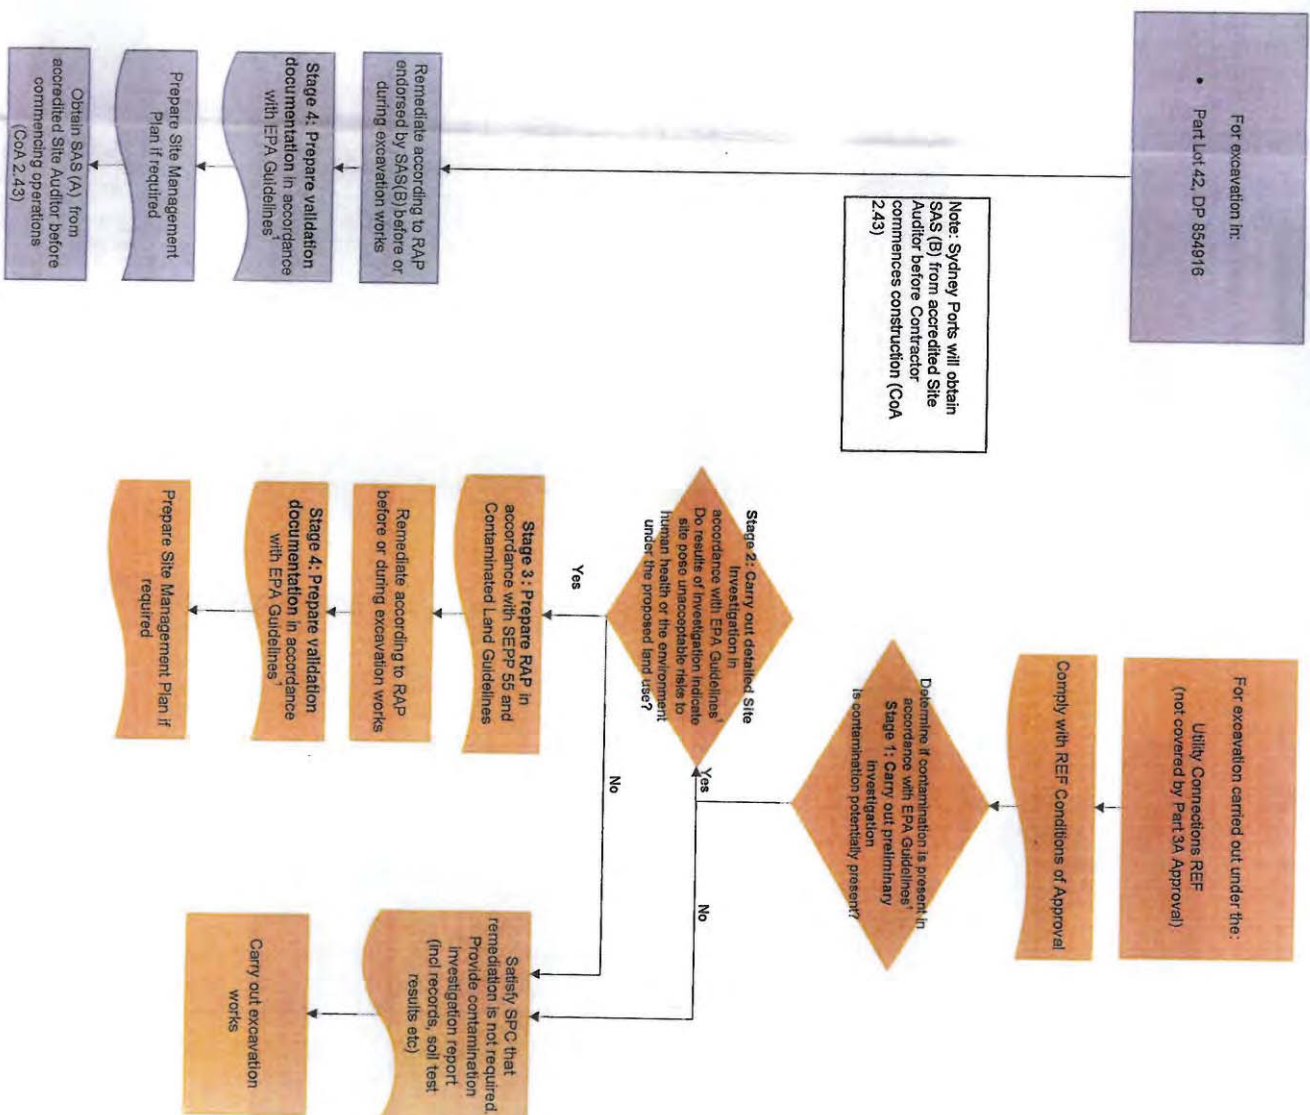 For excavation in:
• Part Lot 42, DP 854916
Note: Sydney Ports will obtain
SAS (B) from accredited Site
Auditor before Contractor
commences construction (CoA
2.43)
Remediate according to RAP
endorsed by SAS(B) before or
during excavation works
Stage 4: Prepare validation
documentation in accordance
with EPA Guidelines¹
Prepare Site Management
Plan if required
Obtain SAS (A) from
accredited Site Auditor before
commencing operations
(CoA 2.43)
For excavation carried out under the:
Utility Connections REF
(not covered by Part 3A Approval)
Comply with REF Conditions of Approval
Determine if contamination is present in
accordance with EPA Guidelines¹
Stage 1: Carry out preliminary
investigation
Is contamination potentially present?
Yes
No
Stage 2: Carry out detailed Site
Investigation in
accordance with EPA Guidelines¹
Do results of investigation indicate
site pose unacceptable risks to
human health or the environment
under the proposed land use?
Yes
No
Stage 3: Prepare RAP in
accordance with SEPP 55 and
Contaminated Land Guidelines
Remediate according to RAP
before or during excavation works
Stage 4: Prepare validation
documentation in accordance
with EPA Guidelines¹
Prepare Site Management Plan if
required
Satisfy SPC that
remediation is not required.
Provide contamination
investigation report
(incl records, soil test
results etc)
Carry out excavation
works